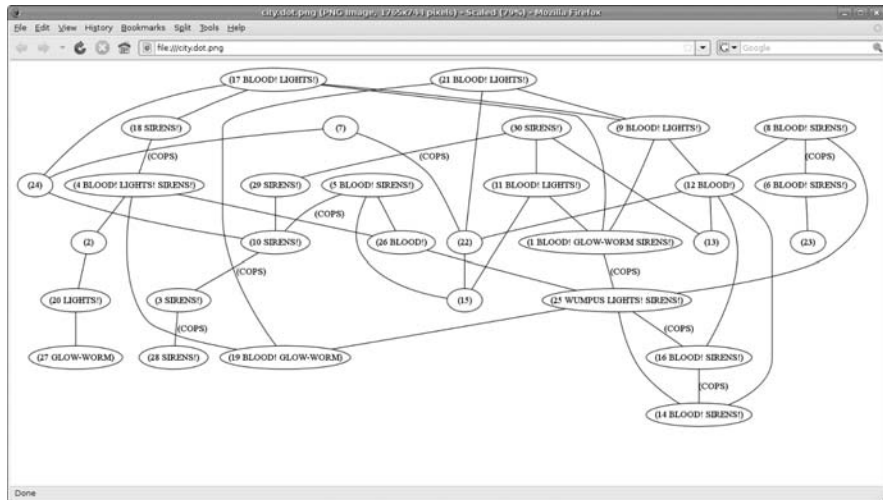 city.dot.png (PNG Image, 1765x744 pixels) - Scaled (79%) - Mozilla Firefox
File Edit View History Bookmarks Split Tools Help
file:///city.dot.png
Google
(17 BLOOD! LIGHTS!) (21 BLOOD! LIGHTS!)
(18 SIRENS!) (7) (30 SIRENS!) (9 BLOOD! LIGHTS!) (8 BLOOD! SIRENS!)
(COPS) (COPS) (COPS)
(24) (4 BLOOD! LIGHTS! SIRENS!) (29 SIRENS!) (5 BLOOD! SIRENS!) (11 BLOOD! LIGHTS!) (12 BLOOD!) (6 BLOOD! SIRENS!)
(COPS)
(2) (10 SIRENS!) (26 BLOOD!) (22) (1 BLOOD! GLOW-WORM SIRENS!) (13) (23)
(COPS) (COPS)
(20 LIGHTS!) (3 SIRENS!) (15) (25 WUMPUS LIGHTS! SIRENS!)
(COPS) (COPS)
(27 GLOW-WORM) (28 SIRENS!) (19 BLOOD! GLOW-WORM) (16 BLOOD! SIRENS!)
(COPS)
(14 BLOOD! SIRENS!)
Done